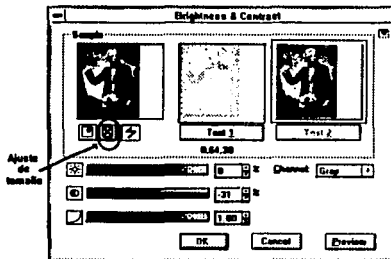 Brightness & Contrast
Sample
Test 1
Test 2
0,64,30
Ajuste
de
tamaño
0 %
Channel: Gray
-31 %
1.00
OK
Cancel
Preview